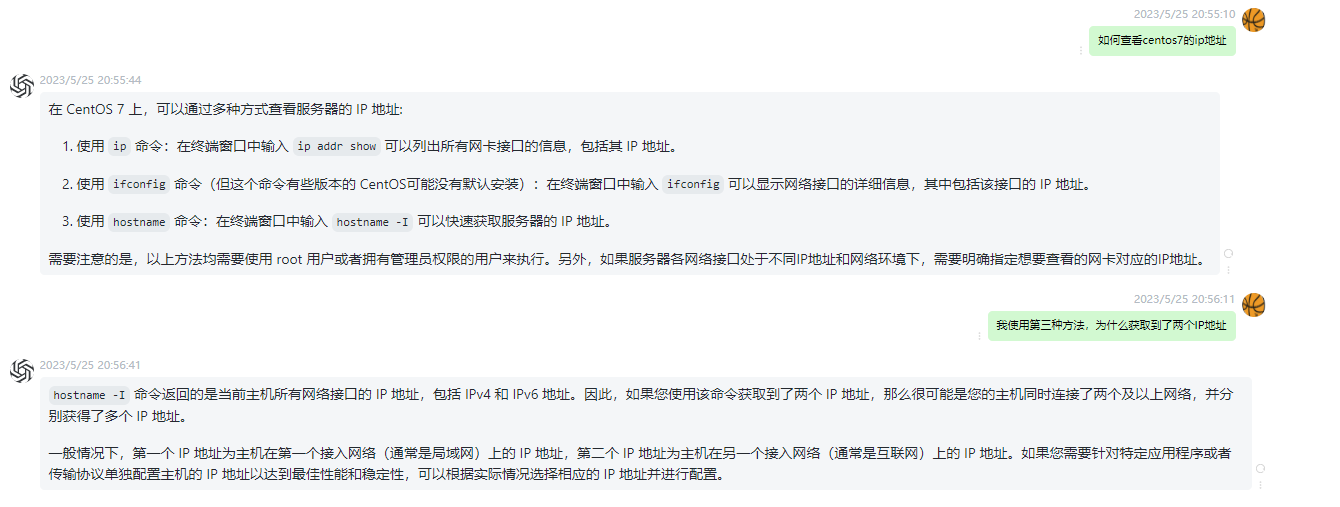 2023/5/25 20:55:10
如何查看centos7的ip地址
2023/5/25 20:55:44
在 CentOS 7 上，可以通过多种方式查看服务器的 IP 地址:
1. 使用 ip 命令：在终端窗口中输入 ip addr show 可以列出所有网卡接口的信息，包括其 IP 地址。
2. 使用 ifconfig 命令（但这个命令有些版本的 CentOS可能没有默认安装）：在终端窗口中输入 ifconfig 可以显示网络接口的详细信息，其中包括该接口的 IP 地址。
3. 使用 hostname 命令：在终端窗口中输入 hostname -I 可以快速获取服务器的 IP 地址。
需要注意的是，以上方法均需要使用 root 用户或者拥有管理员权限的用户来执行。另外，如果服务器各网络接口处于不同IP地址和网络环境下，需要明确指定想要查看的网卡对应的IP地址。
2023/5/25 20:56:11
我使用第三种方法，为什么获取到了两个IP地址
2023/5/25 20:56:41
hostname -I 命令返回的是当前主机所有网络接口的 IP 地址，包括 IPv4 和 IPv6 地址。因此，如果您使用该命令获取到了两个 IP 地址，那么很可能是您的主机同时连接了两个及以上网络，并分
别获得了多个 IP 地址。
一般情况下，第一个 IP 地址为主机在第一个接入网络（通常是局域网）上的 IP 地址，第二个 IP 地址为主机在另一个接入网络（通常是互联网）上的 IP 地址。如果您需要针对特定应用程序或者
传输协议单独配置主机的 IP 地址以达到最佳性能和稳定性，可以根据实际情况选择相应的 IP 地址并进行配置。